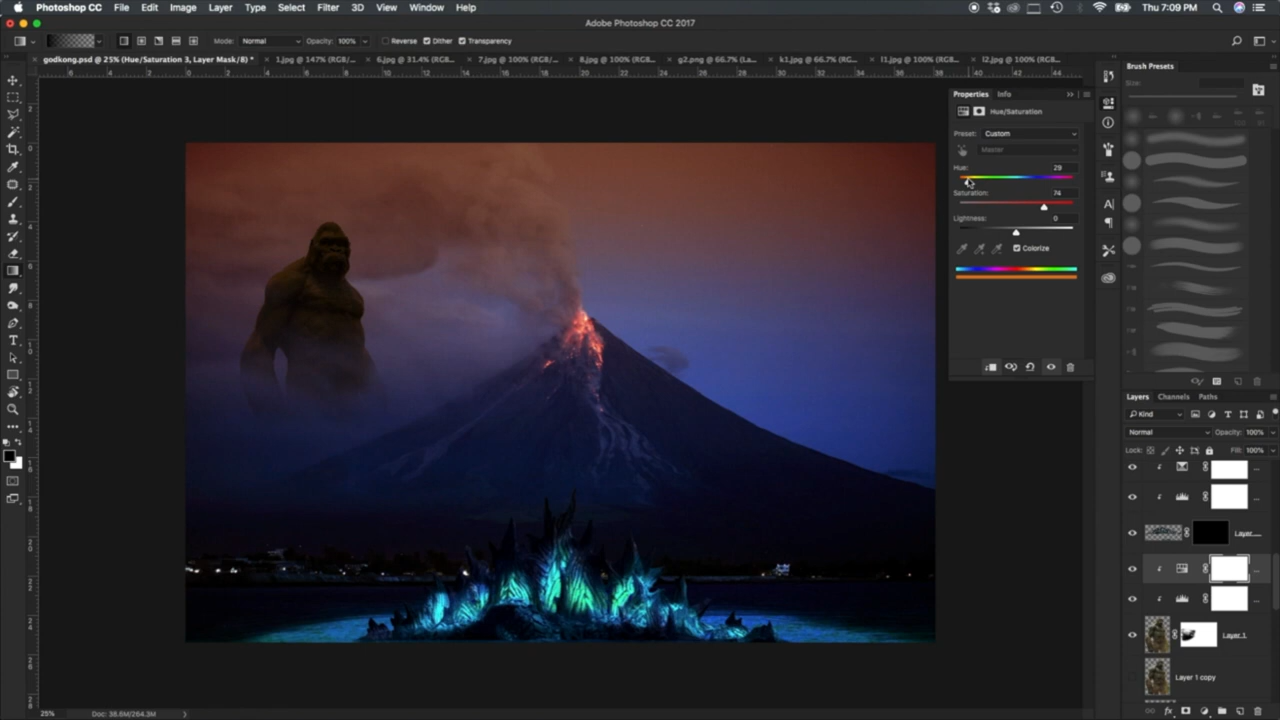 Photoshop CC File Edit Image Layer Type Select Filter 3D View Window Help Thu 7:09 PM
Adobe Photoshop CC 2017
Mode: Normal Opacity: 100% Reverse Dither Transparency
godkong.psd @ 25% (Hue/Saturation 3, Layer Mask/8) * 1.jpg @ 147% (RGB/... 6.jpg @ 31.4% (RGB/... 7.jpg @ 100% (RGB/... 8.jpg @ 100% (RGB/... g2.png @ 66.7% (La... k1.jpg @ 66.7% (RG... l1.jpg @ 100% (RGB/... l2.jpg @ 100% (RGB...
Brush Presets
Size:
Properties Info
Hue/Saturation
Preset: Custom
Master
Hue: 29
Saturation: 74
Lightness: 0
Colorize
Layers Channels Paths
Kind
Normal Opacity: 100%
Lock: Fill: 100%
Layer...
Layer 1
Layer 1 copy
25% Doc: 38.6M/264.3M